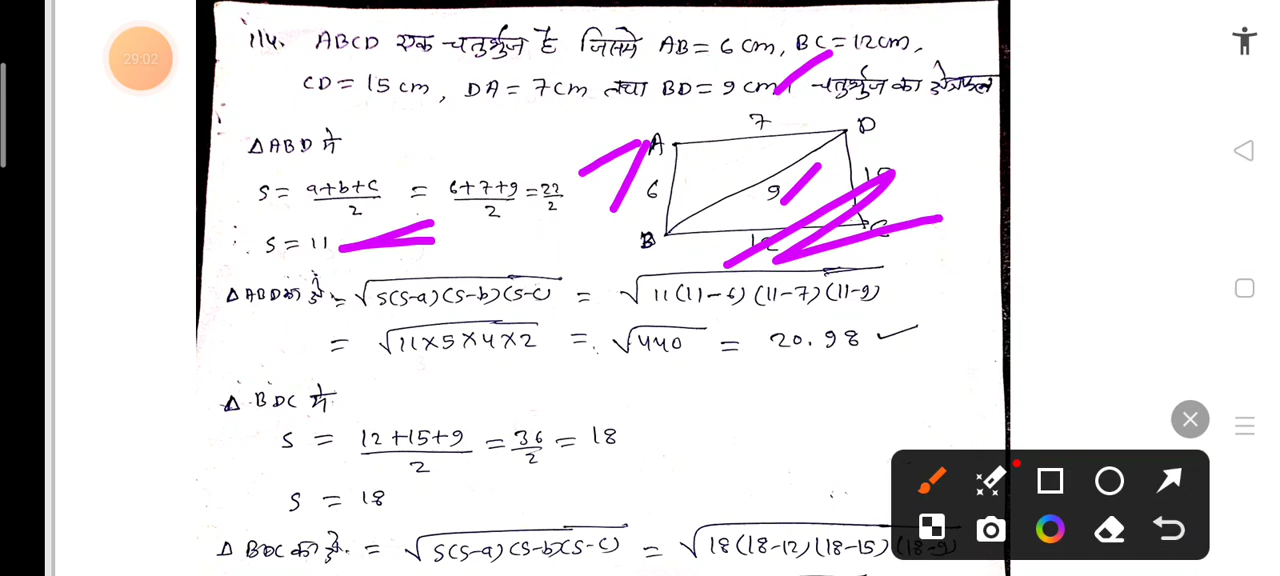 29:02
114. ABCD एक चतुर्भुज है जिसमे AB = 6 cm, BC = 12 cm,
CD = 15 cm, DA = 7 cm तथा BD = 9 cm। चतुर्भुज का क्षेत्रफल
ΔABD में
S = a+b+c/2 = 6+7+9/2 = 22/2
∴ S = 11
A 7 D
6 9
B 12 C
ΔABD का क्षे. = √S(S-a)(S-b)(S-c) = √11(11-6)(11-7)(11-9)
= √11×5×4×2 = √440 = 20.98 ✓
Δ BDC में
S = 12+15+9/2 = 36/2 = 18
S = 18
Δ BDC का क्षे. = √S(S-a)(S-b)(S-c) = √18(18-12)(18-15)(18-9)